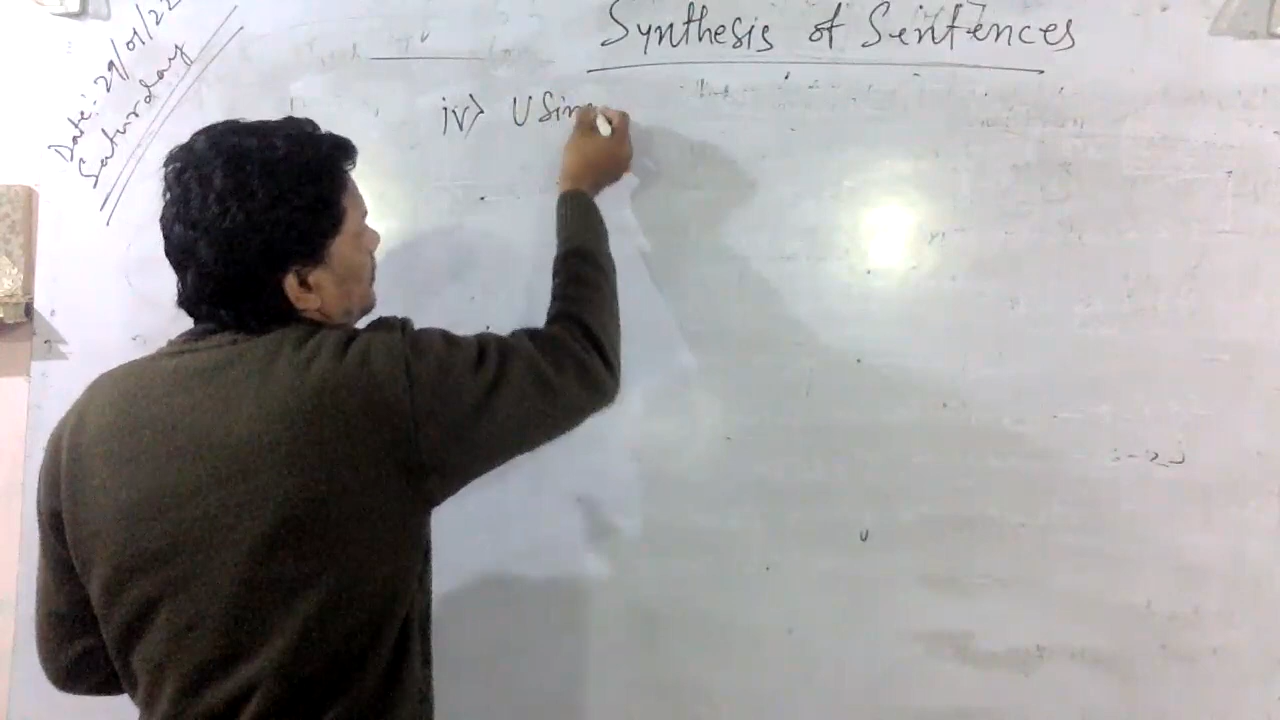 Date:- 29/01/22
Saturday
Synthesis of Sentences
iv> Usin